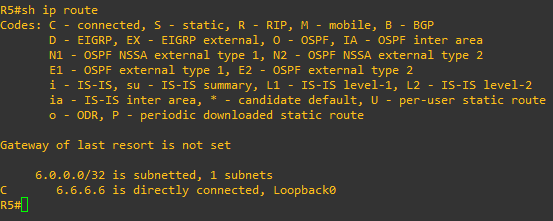 R5#sh ip route
Codes: C - connected, S - static, R - RIP, M - mobile, B - BGP
       D - EIGRP, EX - EIGRP external, O - OSPF, IA - OSPF inter area
       N1 - OSPF NSSA external type 1, N2 - OSPF NSSA external type 2
       E1 - OSPF external type 1, E2 - OSPF external type 2
       i - IS-IS, su - IS-IS summary, L1 - IS-IS level-1, L2 - IS-IS level-2
       ia - IS-IS inter area, * - candidate default, U - per-user static route
       o - ODR, P - periodic downloaded static route

Gateway of last resort is not set

     6.0.0.0/32 is subnetted, 1 subnets
C       6.6.6.6 is directly connected, Loopback0
R5#